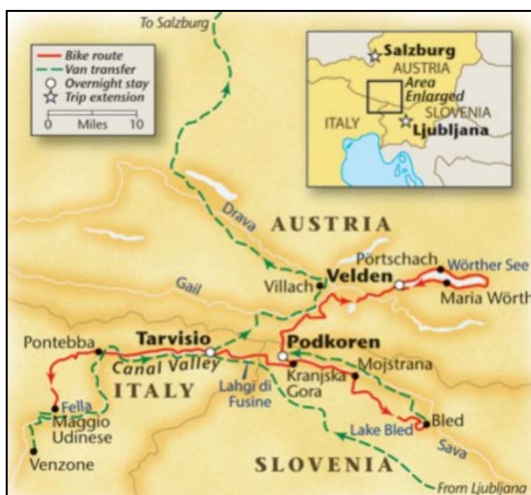 To Salzburg
Bike route
Van transfer
Overnight stay
Trip extension
0 Miles 10
Salzburg
AUSTRIA
Area
Enlarged
SLOVENIA
ITALY
Ljubljana
Drava
AUSTRIA
Pörtschach
Wörther See
Gail
Velden
Villach
Maria Wörth
Tarvisio
Podkoren
Pontebba
Canal Valley
Mojstrana
Kranjska
Gora
ITALY
Lahgi di
Fusine
Fella
Maggio
Udinese
Bled
Lake Bled
Sava
Venzone
SLOVENIA
From Ljubljana